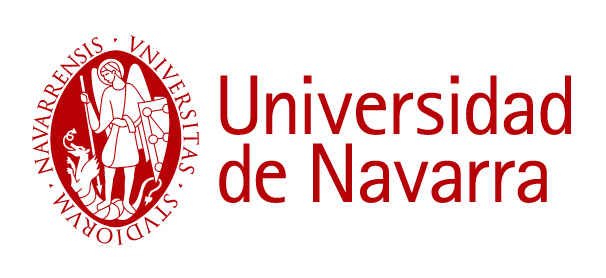 VNIVERSITAS · STVDIORVM · NAVARRENSIS ·
Universidad
de Navarra